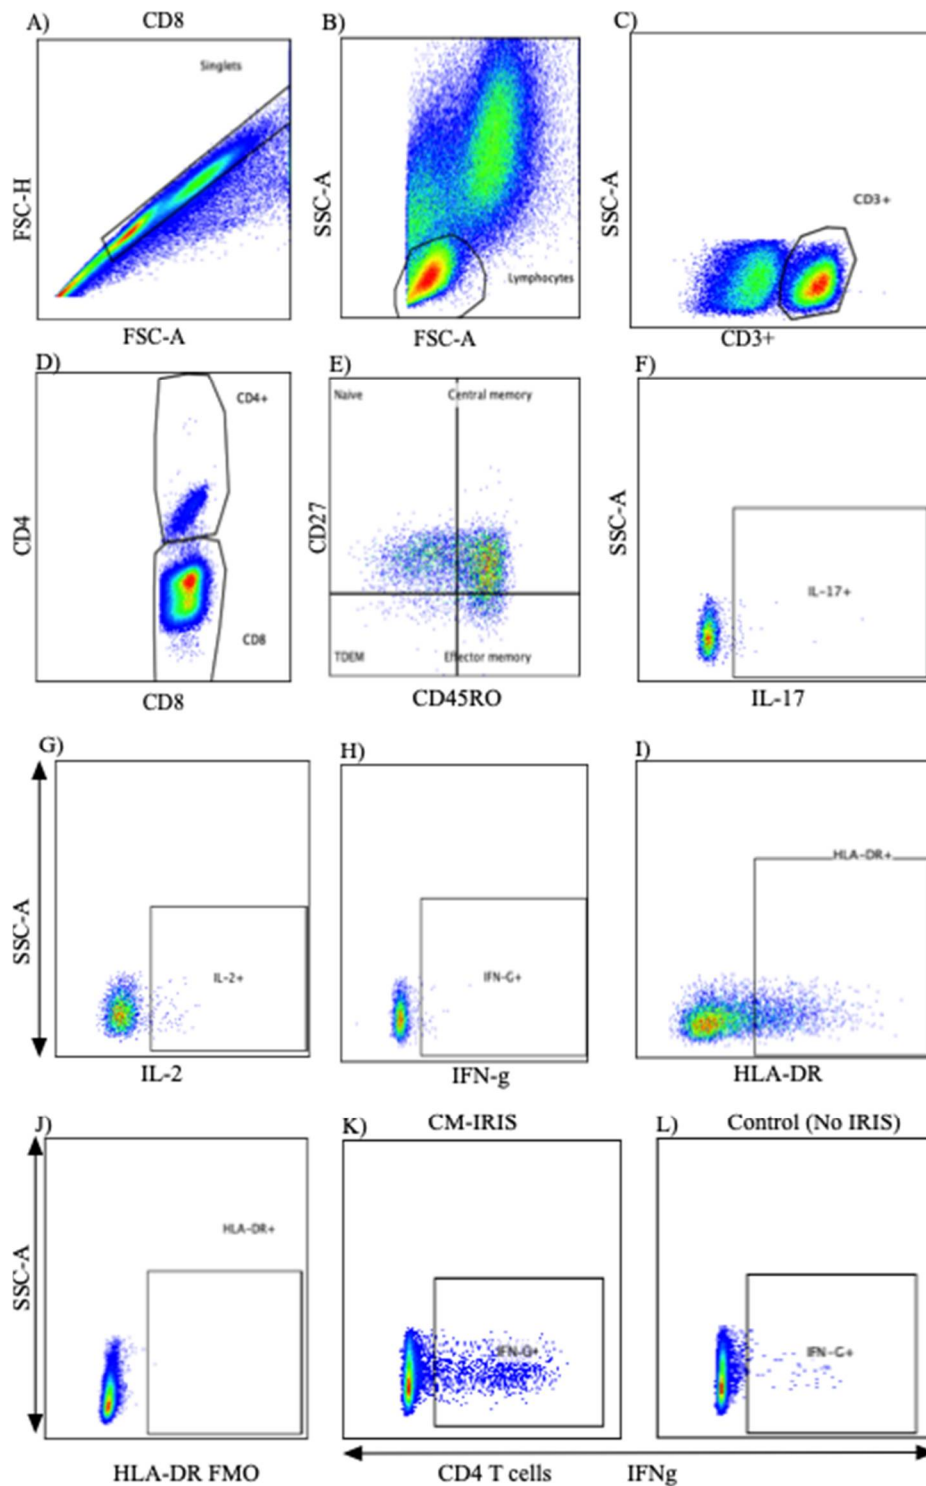 A)
CD8
Singlets
FSC-H
FSC-A
B)
SSC-A
Lymphocytes
FSC-A
C)
SSC-A
CD3+
CD3+
D)
CD4+
CD4
CD8
CD8
E)
Naive
Central memory
CD27
TDEM
Effector memory
CD45RO
F)
SSC-A
IL-17+
IL-17
G)
SSC-A
IL-2+
IL-2
H)
IFN-G+
IFN-g
I)
HLA-DR+
HLA-DR
J)
SSC-A
HLA-DR+
HLA-DR FMO
K)
CM-IRIS
IFN-G+
L)
Control (No IRIS)
IFN-G+
CD4 T cells
IFNg